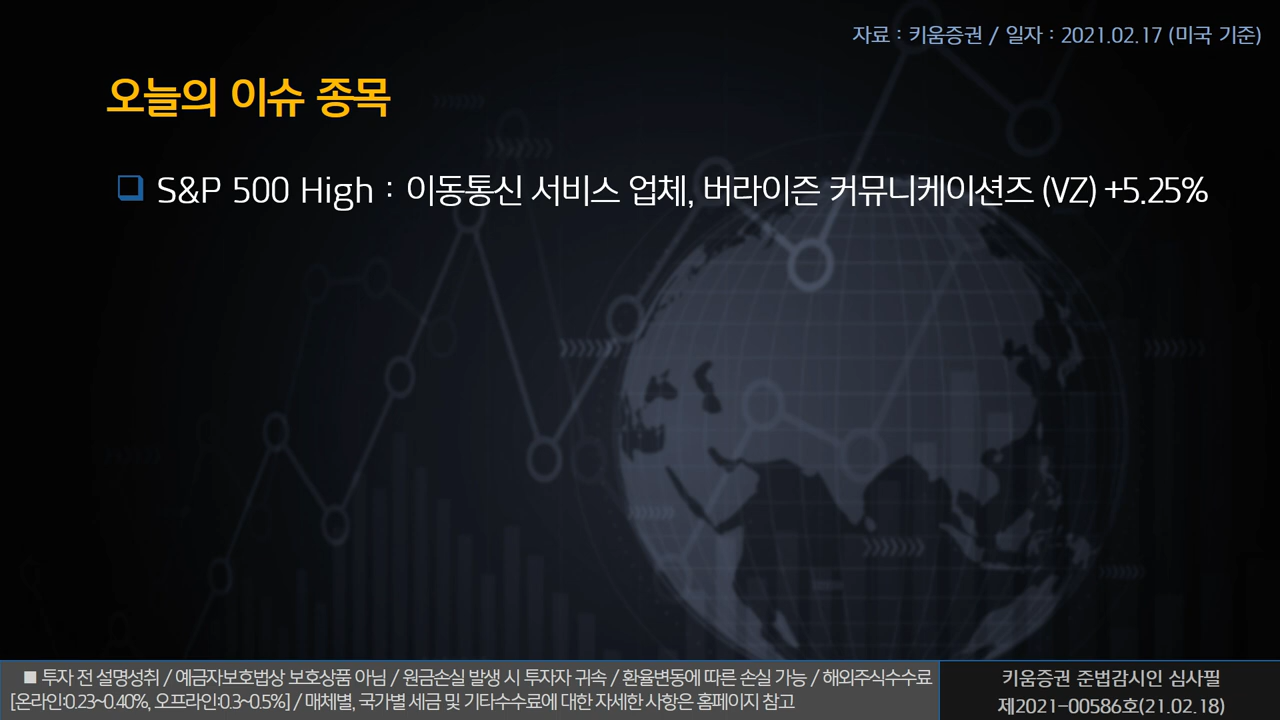 자료 : 키움증권 / 일자 : 2021.02.17 (미국 기준)
오늘의 이슈 종목
❑ S&P 500 High : 이동통신 서비스 업체, 버라이즌 커뮤니케이션즈 (VZ) +5.25%
■ 투자 전 설명성취 / 예금자보호법상 보호상품 아님 / 원금손실 발생 시 투자자 귀속 / 환율변동에 따른 손실 가능 / 해외주식수수료
[온라인:0.23~0.40%, 오프라인:0.3~0.5%] / 매체별, 국가별 세금 및 기타수수료에 대한 자세한 사항은 홈페이지 참고
키움증권 준법감시인 심사필
제2021-00586호(21.02.18)